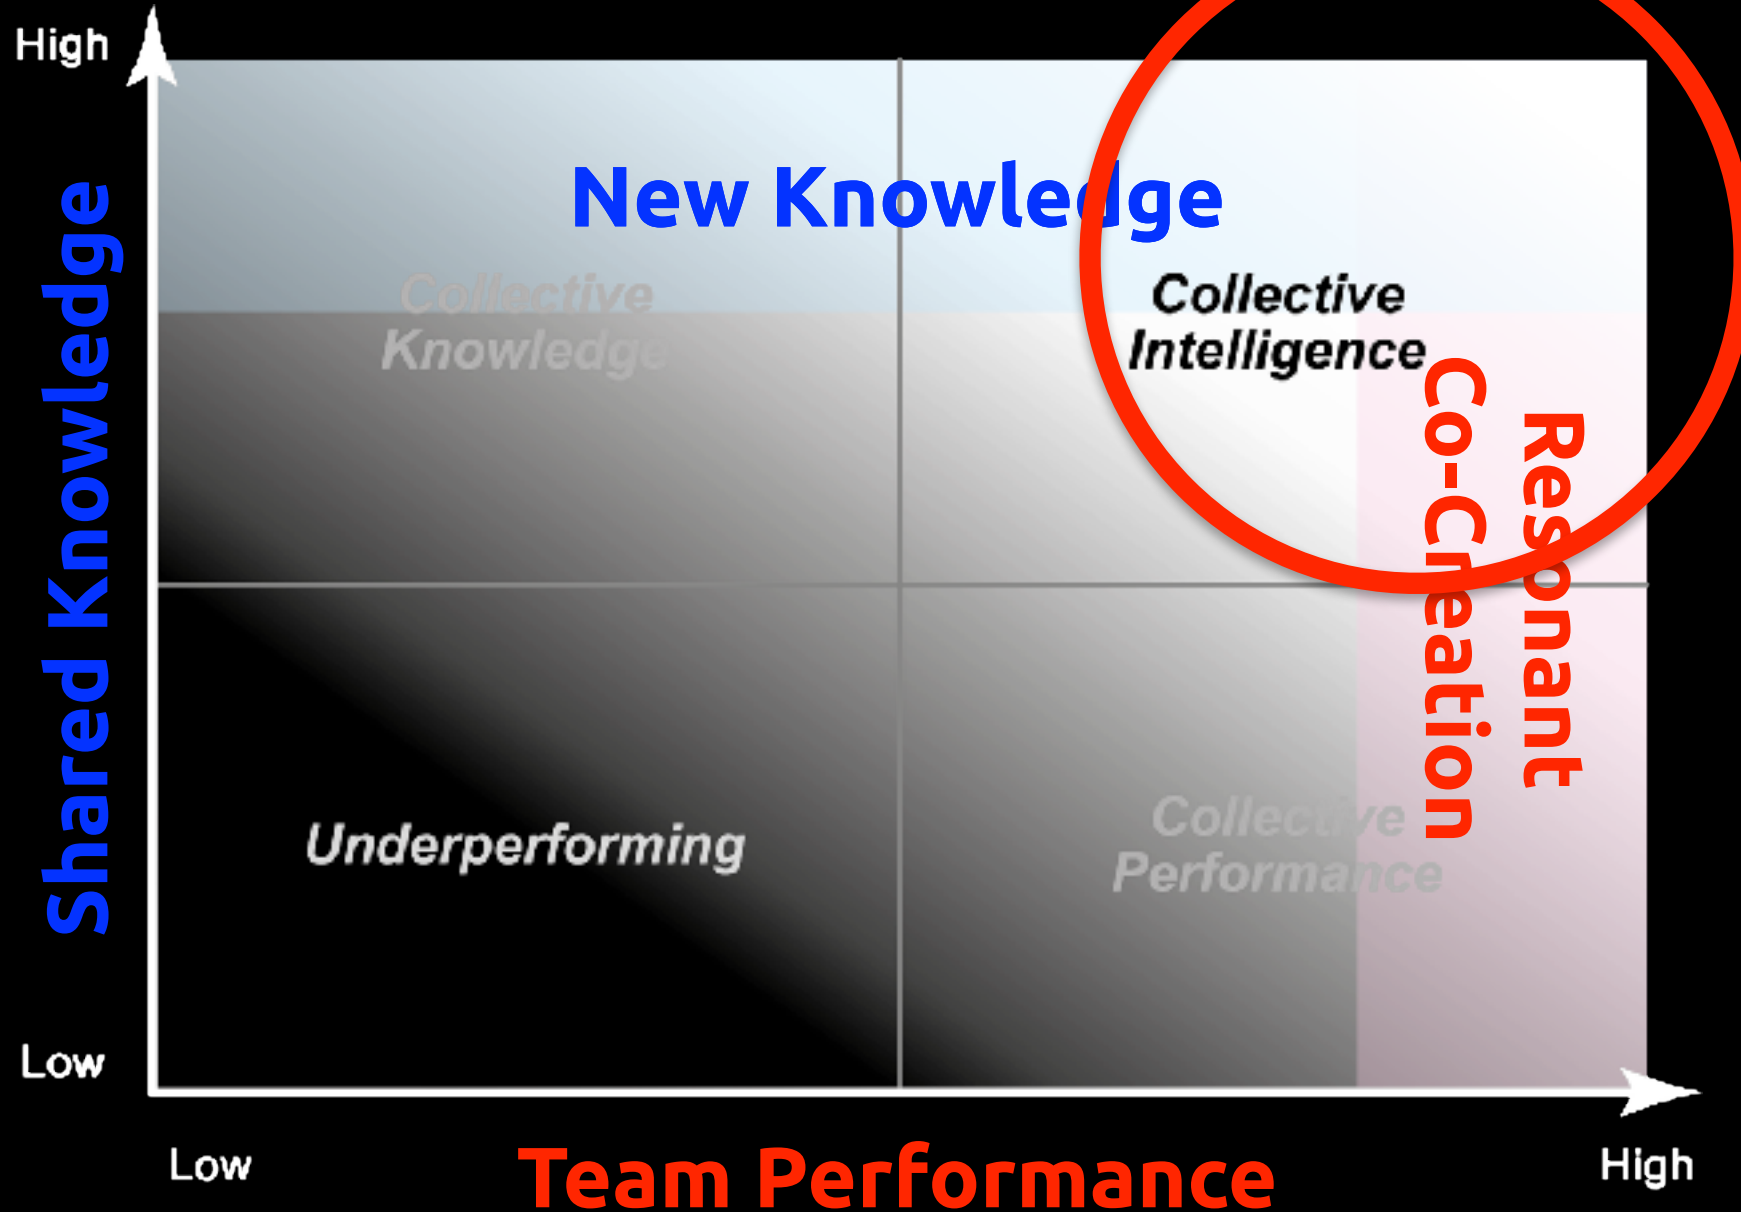 High
New Knowledge
Shared Knowledge
Collective
Knowledge
Collective
Intelligence
Resonant
Co-Creation
Underperforming
Collective
Performance
Low
Low
Team Performance
High